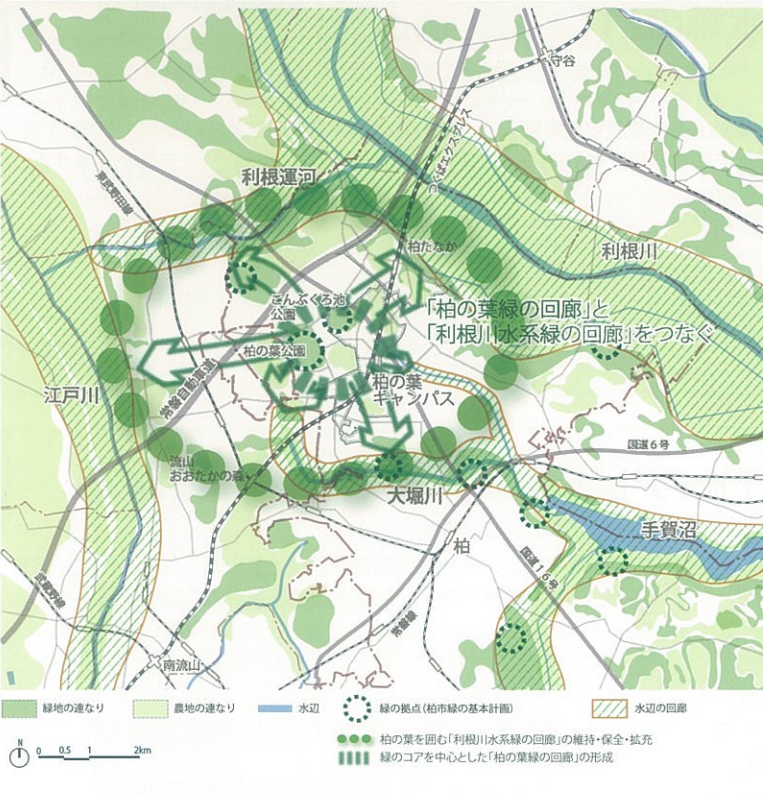 守谷
つくばエクスプレス
利根運河
東武野田線
柏たなか
利根川
こんぶくろ池
公園
「柏の葉緑の回廊」と
「利根川水系緑の回廊」をつなぐ
柏の葉公園
柏の葉
キャンパス
江戸川
常磐自動車道
流山
おおたかの森
国道6号
大堀川
手賀沼
柏
国道16号
武蔵野線
常磐線
南流山
緑地の連なり
農地の連なり
水辺
緑の拠点(柏市緑の基本計画)
水辺の回廊
柏の葉を囲む「利根川水系緑の回廊」の維持・保全・拡充
緑のコアを中心とした「柏の葉緑の回廊」の形成
N
0 0.5 1 2km